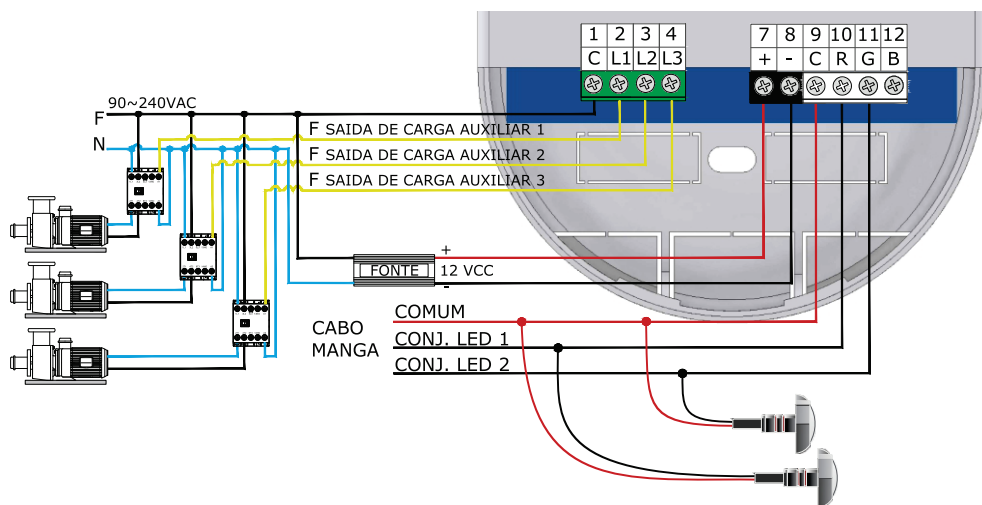 1 2 3 4
C L1 L2 L3
7 8 9 10 11 12
+ - C R G B
90~240VAC
F
N
F SAIDA DE CARGA AUXILIAR 1
F SAIDA DE CARGA AUXILIAR 2
F SAIDA DE CARGA AUXILIAR 3
+
FONTE 12 VCC
-
CABO
MANGA
COMUM
CONJ. LED 1
CONJ. LED 2